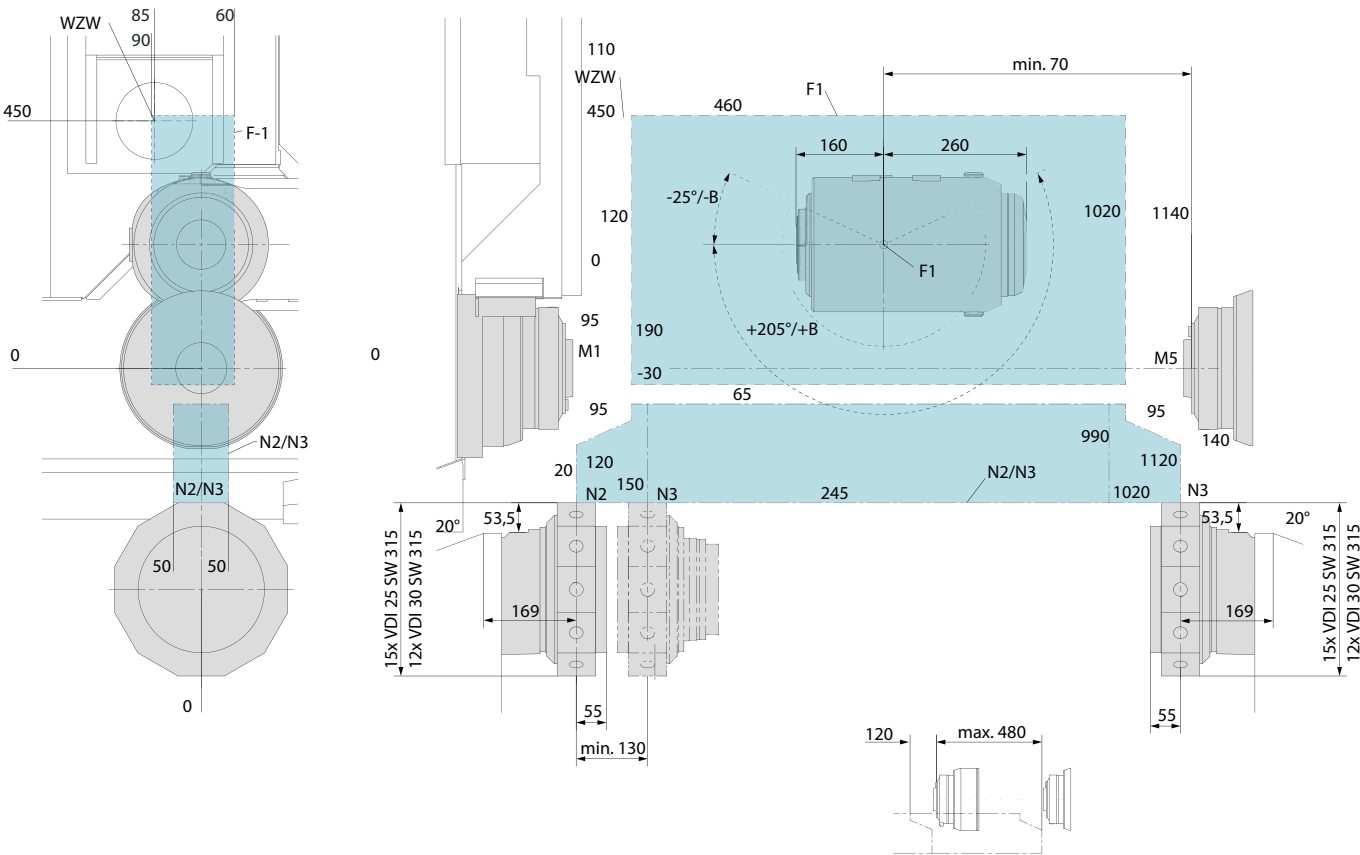 WZW
85
60
90
450
F-1
0
N2/N3
N2/N3
50
50
0
110
WZW
450
460
F1
min. 70
160
260
-25°/-B
120
1020
1140
0
F1
95
190
+205°/+B
0
M1
M5
-30
65
95
95
990
140
20
120
1120
150
N2
N3
245
N2/N3
1020
N3
53,5
20°
53,5
20°
15x VDI 25 SW 315
12x VDI 30 SW 315
169
169
15x VDI 25 SW 315
12x VDI 30 SW 315
55
55
min. 130
120
max. 480